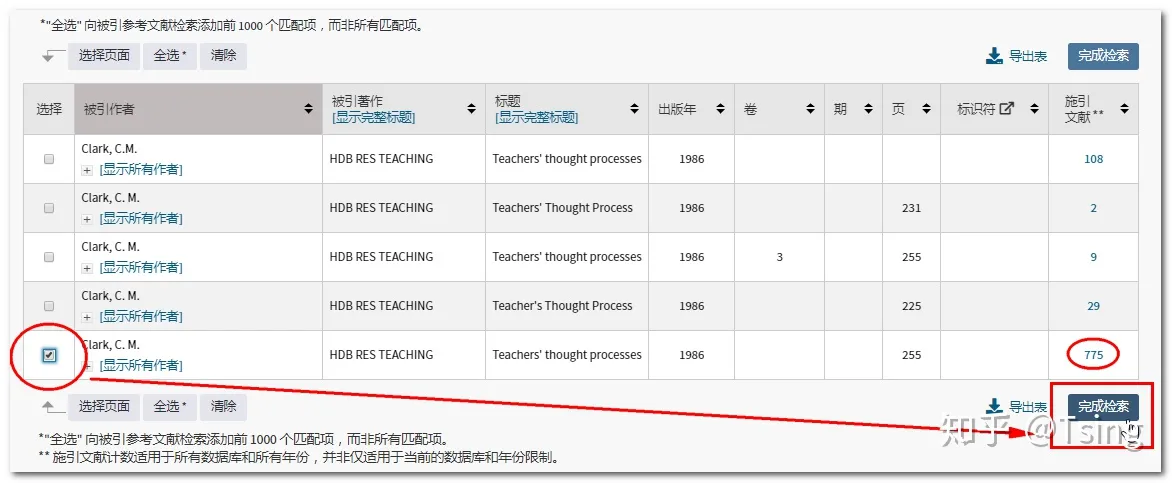 *"全选" 向被引参考文献检索添加前 1000 个匹配项，而非所有匹配项。
选择页面 全选 * 清除 导出表 完成检索
选择 被引作者 被引著作 [显示完整标题] 标题 [显示完整标题] 出版年 卷 期 页 标识符 施引文献 **
Clark, C.M.
+ [显示所有作者] HDB RES TEACHING Teachers' thought processes 1986 108
Clark, C. M.
+ [显示所有作者] HDB RES TEACHING Teachers' Thought Process 1986 231 2
Clark, C. M.
+ [显示所有作者] HDB RES TEACHING Teachers' thought processes 1986 3 255 9
Clark, C. M.
+ [显示所有作者] HDB RES TEACHING Teacher's Thought Process 1986 225 29
Clark, C. M.
+ [显示所有作者] HDB RES TEACHING Teachers' thought processes 1986 255 775
选择页面 全选 * 清除 导出表 完成检索
知乎 @Tsing
*"全选" 向被引参考文献检索添加前 1000 个匹配项，而非所有匹配项。
** 施引文献计数适用于所有数据库和所有年份，并非仅适用于当前的数据库和年份限制。